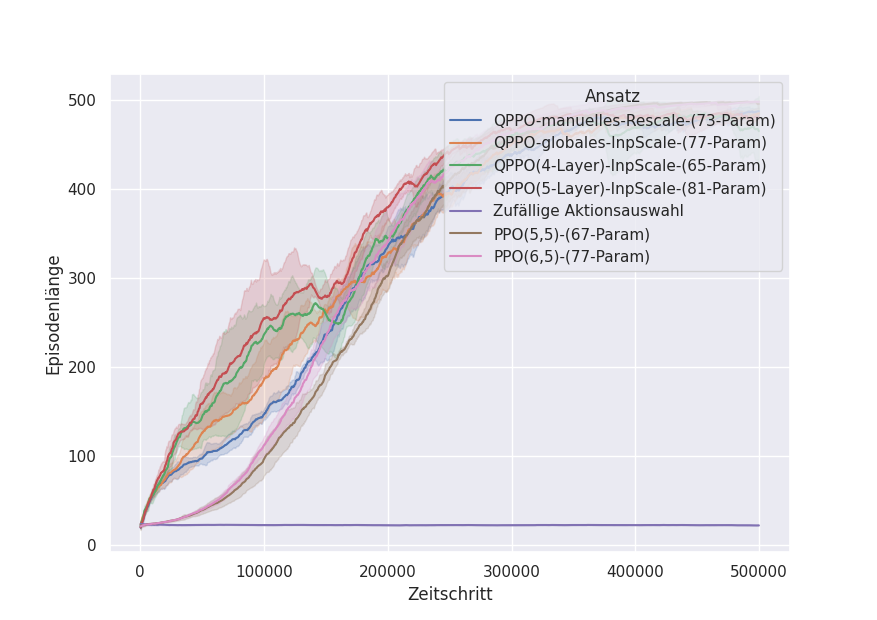 Ansatz
QPPO-manuelles-Rescale-(73-Param)
QPPO-globales-InpScale-(77-Param)
QPPO(4-Layer)-InpScale-(65-Param)
QPPO(5-Layer)-InpScale-(81-Param)
Zufällige Aktionsauswahl
PPO(5,5)-(67-Param)
PPO(6,5)-(77-Param)
Episodenlänge
500
400
300
200
100
0
0 100000 200000 300000 400000 500000
Zeitschritt